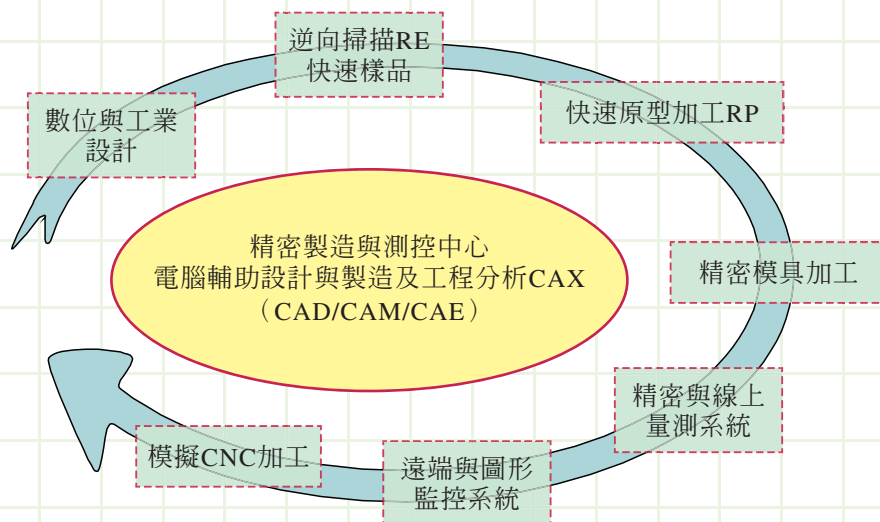 逆向掃描RE
快速樣品
數位與工業
設計
快速原型加工RP
精密製造與測控中心
電腦輔助設計與製造及工程分析CAX
（CAD/CAM/CAE）
精密模具加工
精密與線上
量測系統
遠端與圖形
監控系統
模擬CNC加工